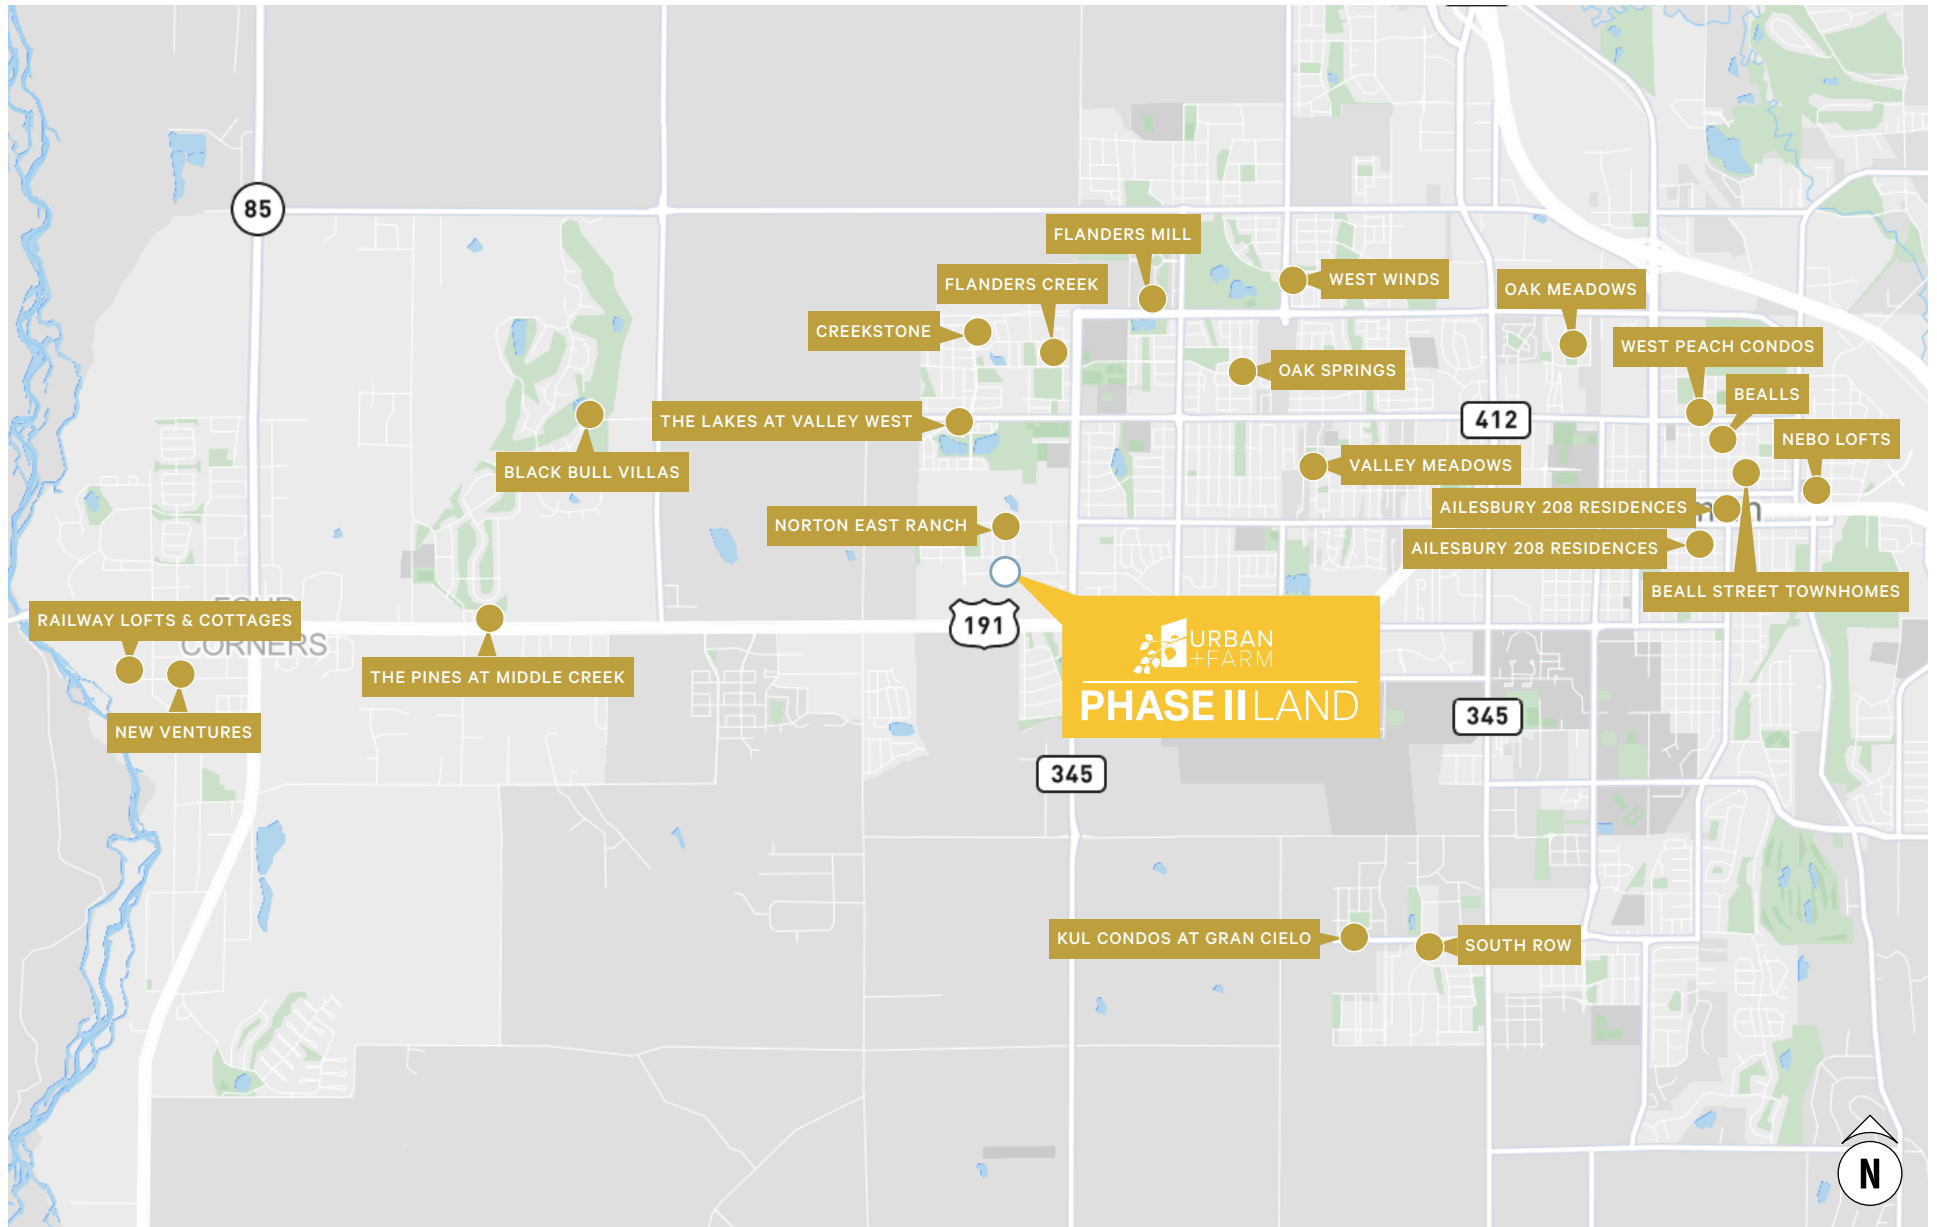 85
FLANDERS MILL
FLANDERS CREEK
WEST WINDS
OAK MEADOWS
CREEKSTONE
WEST PEACH CONDOS
OAK SPRINGS
BEALLS
THE LAKES AT VALLEY WEST
412
NEBO LOFTS
BLACK BULL VILLAS
VALLEY MEADOWS
AILESBURY 208 RESIDENCES
NORTON EAST RANCH
AILESBURY 208 RESIDENCES
BEALL STREET TOWNHOMES
FOUR
CORNERS
RAILWAY LOFTS & COTTAGES
191
URBAN
+FARM
PHASE II LAND
THE PINES AT MIDDLE CREEK
NEW VENTURES
345
345
KUL CONDOS AT GRAN CIELO
SOUTH ROW
N